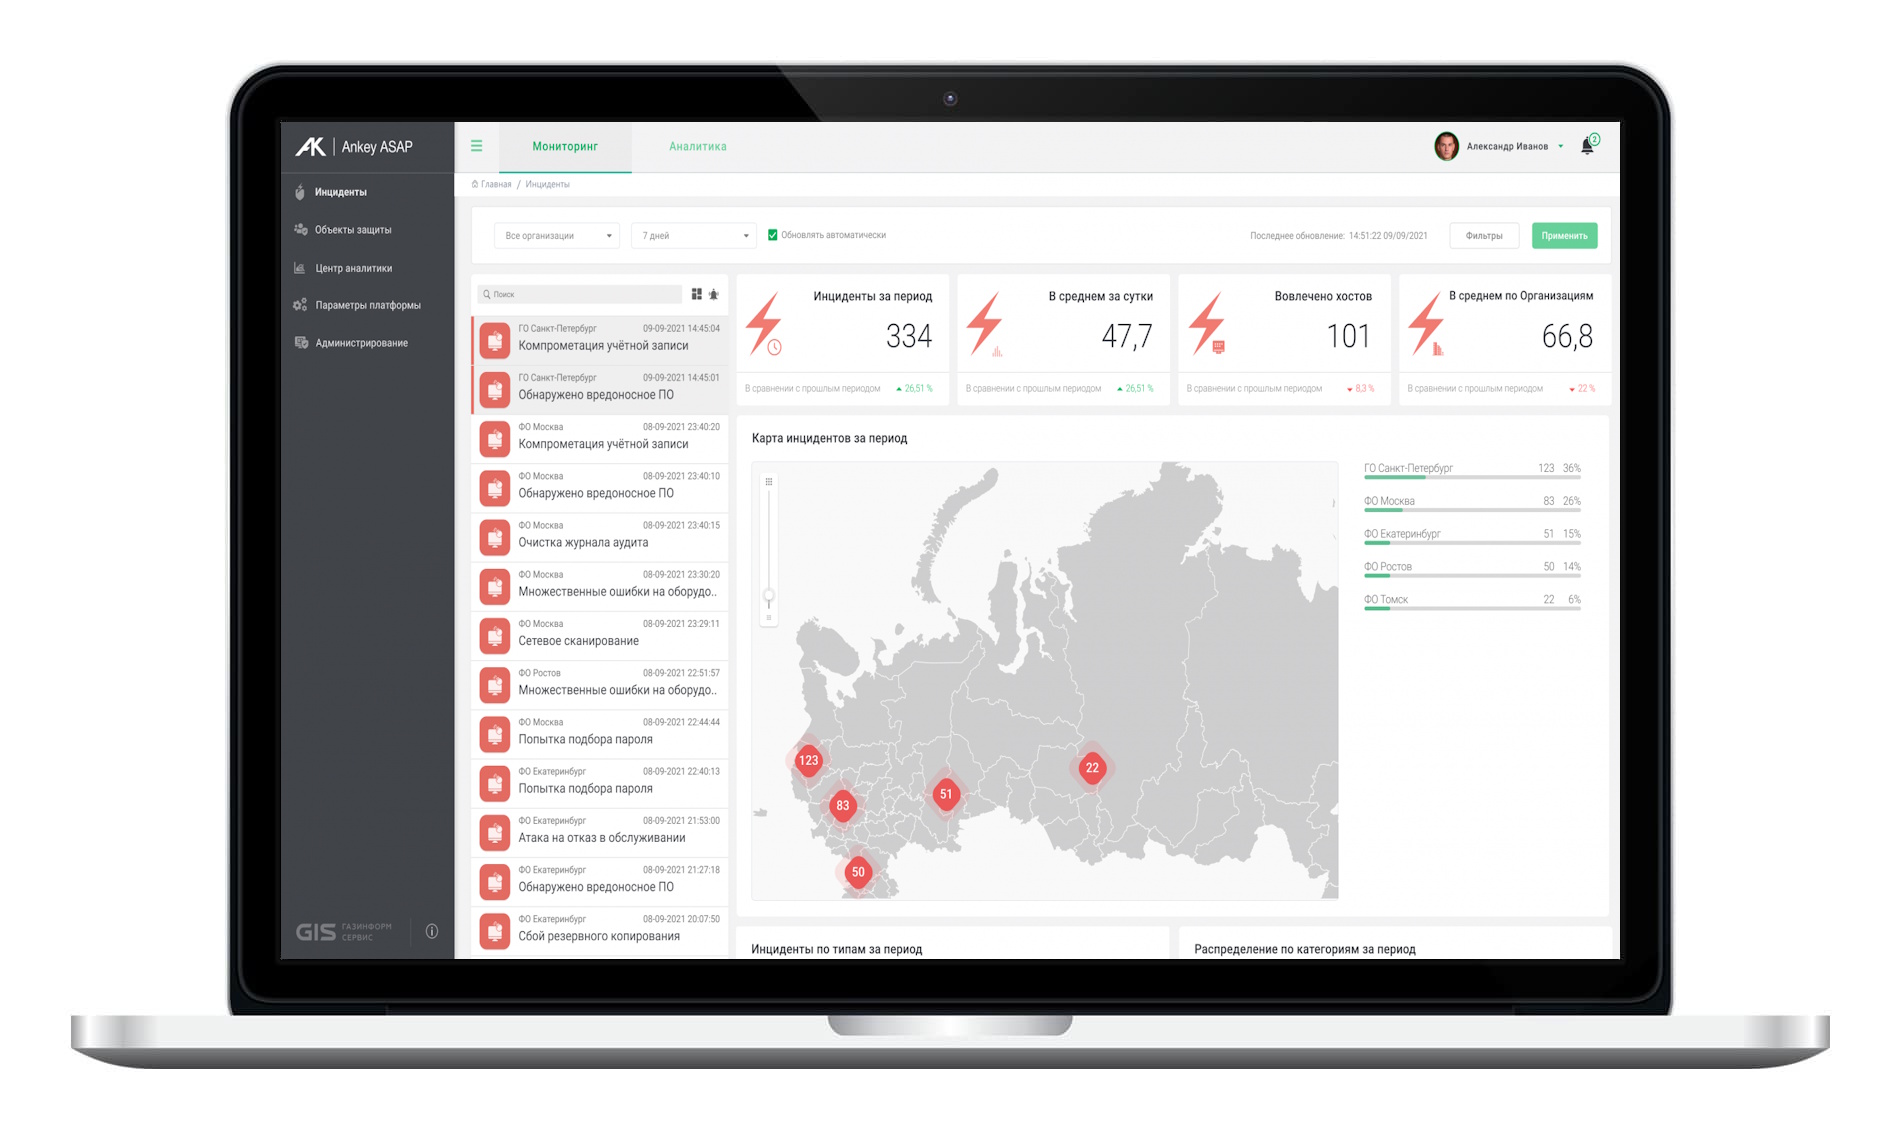 AK | Ankey ASAP
Инциденты
Объекты защиты
Центр аналитики
Параметры платформы
Администрирование
GIS ГАЗИНФОРМ
СЕРВИС
Мониторинг
Аналитика
Александр Иванов
2
Главная / Инциденты
Все организации
7 дней
Обновлять автоматически
Последнее обновление: 14:51:22 09/09/2021
Фильтры
Применить
Поиск
ГО Санкт-Петербург 09-09-2021 14:45:04
Компрометация учётной записи
ГО Санкт-Петербург 09-09-2021 14:45:01
Обнаружено вредоносное ПО
ФО Москва 08-09-2021 23:40:20
Компрометация учётной записи
ФО Москва 08-09-2021 23:40:10
Обнаружено вредоносное ПО
ФО Москва 08-09-2021 23:40:15
Очистка журнала аудита
ФО Москва 08-09-2021 23:30:20
Множественные ошибки на оборудо..
ФО Москва 08-09-2021 23:29:11
Сетевое сканирование
ФО Ростов 08-09-2021 22:51:57
Множественные ошибки на оборудо..
ФО Москва 08-09-2021 22:44:44
Попытка подбора пароля
ФО Екатеринбург 08-09-2021 22:40:13
Попытка подбора пароля
ФО Екатеринбург 08-09-2021 21:53:00
Атака на отказ в обслуживании
ФО Екатеринбург 08-09-2021 21:27:18
Обнаружено вредоносное ПО
ФО Екатеринбург 08-09-2021 20:07:50
Сбой резервного копирования
Инциденты за период
334
В сравнении с прошлым периодом 26,51 %
В среднем за сутки
47,7
В сравнении с прошлым периодом 26,51 %
Вовлечено хостов
101
В сравнении с прошлым периодом 8,3 %
В среднем по Организациям
66,8
В сравнении с прошлым периодом 22 %
Карта инцидентов за период
123
83
51
22
50
ГО Санкт-Петербург 123 36%
ФО Москва 83 26%
ФО Екатеринбург 51 15%
ФО Ростов 50 14%
ФО Томск 22 6%
Инциденты по типам за период
Распределение по категориям за период